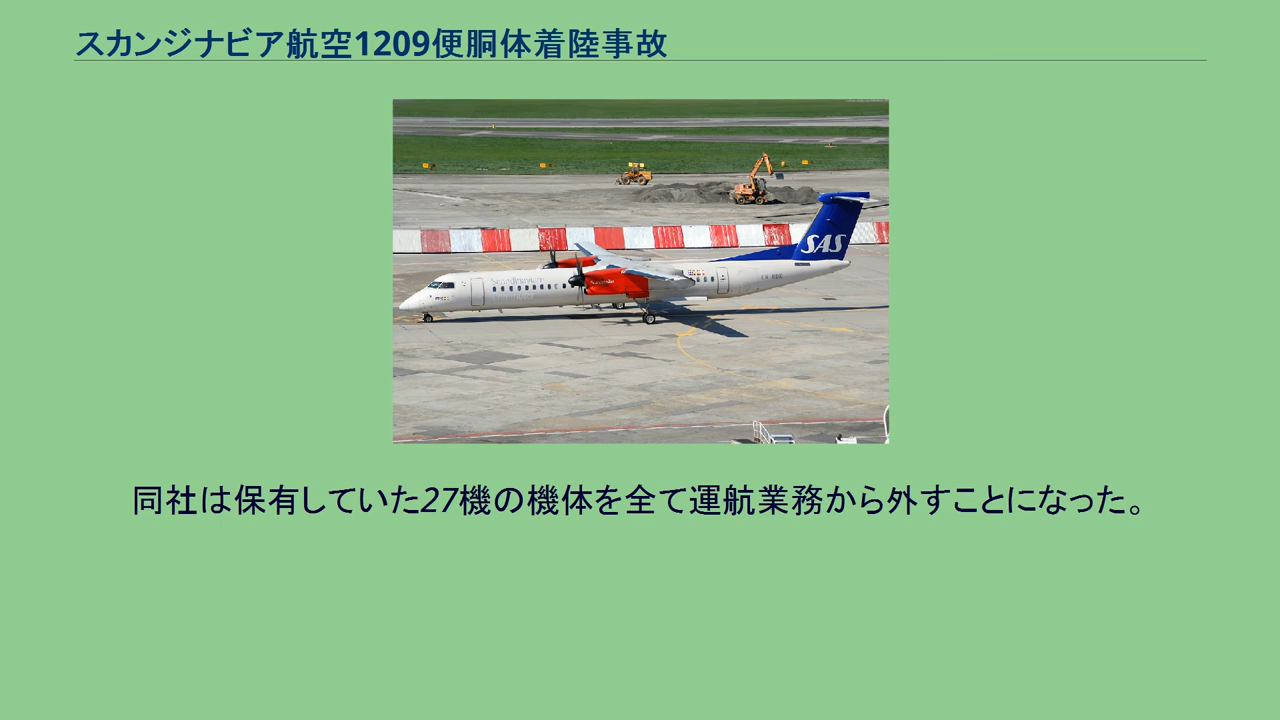 スカンジナビア航空1209便胴体着陸事故
SAS
Scandinavian
同社は保有していた27機の機体を全て運航業務から外すことになった。